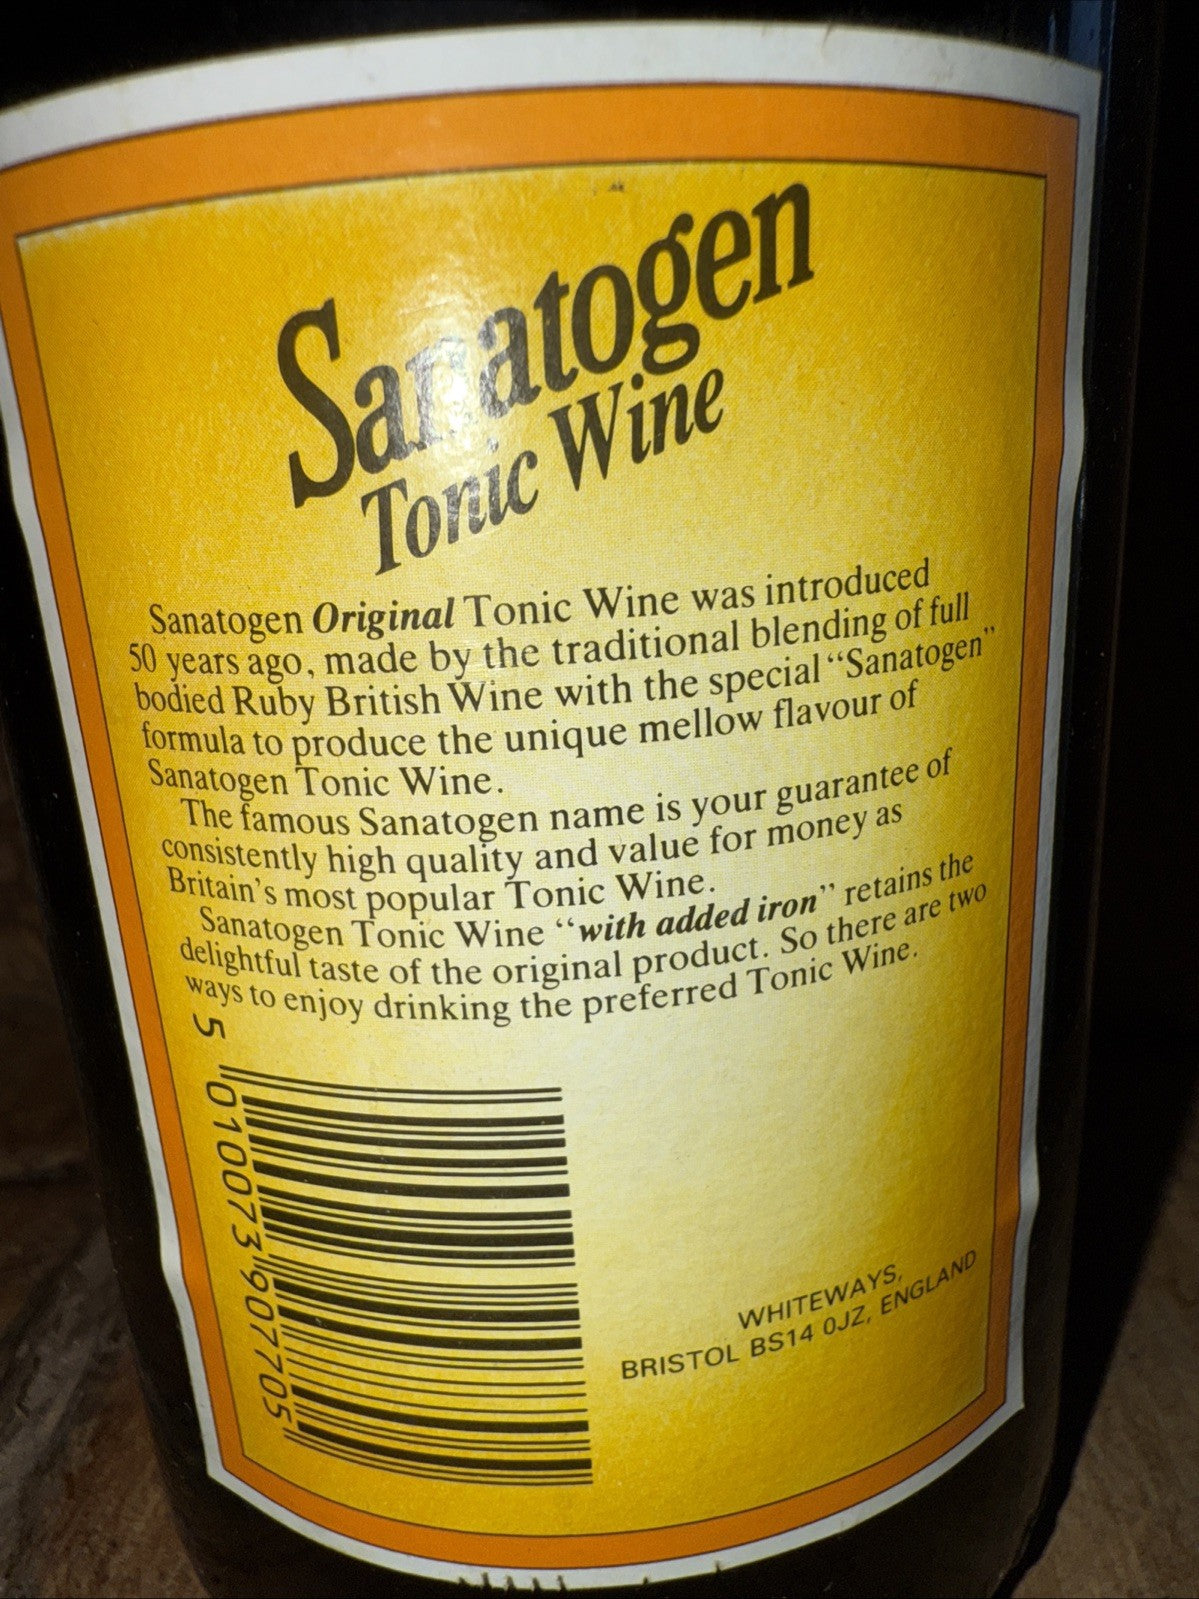 Sanatogen
Tonic Wine
Sanatogen Original Tonic Wine was introduced
50 years ago, made by the traditional blending of full
bodied Ruby British Wine with the special “Sanatogen”
formula to produce the unique mellow flavour of
Sanatogen Tonic Wine.
The famous Sanatogen name is your guarantee of
consistently high quality and value for money as
Britain’s most popular Tonic Wine.
Sanatogen Tonic Wine “with added iron” retains the
delightful taste of the original product. So there are two
ways to enjoy drinking the preferred Tonic Wine.
5 010073 907705
WHITEWAYS,
BRISTOL BS14 0JZ, ENGLAND